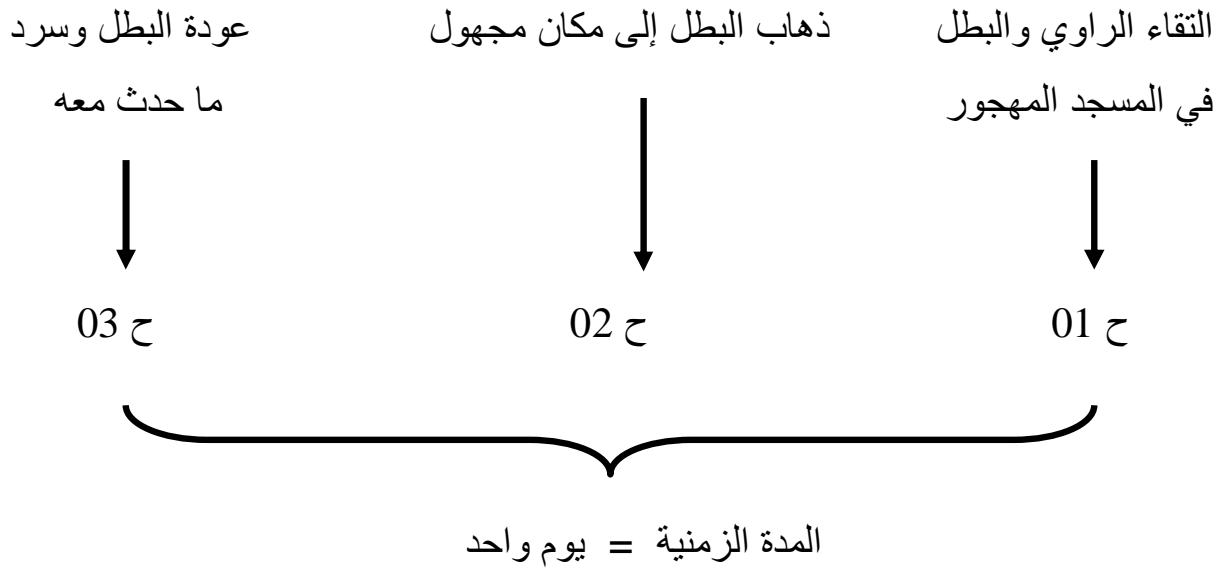 التقاء الراوي والبطل
في المسجد المهجور
ذهاب البطل إلى مكان مجهول
عودة البطل وسرد
ما حدث معه
ح 01
ح 02
ح 03
المدة الزمنية = يوم واحد